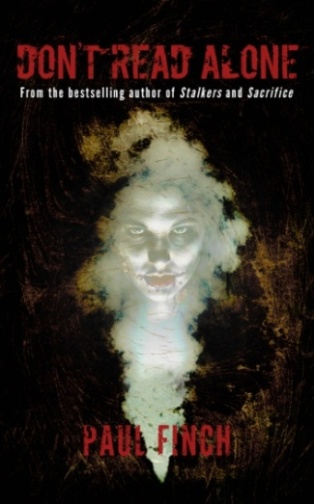 DON'T READ ALONE
From the bestselling author of Stalkers and Sacrifice
PAUL FINCH